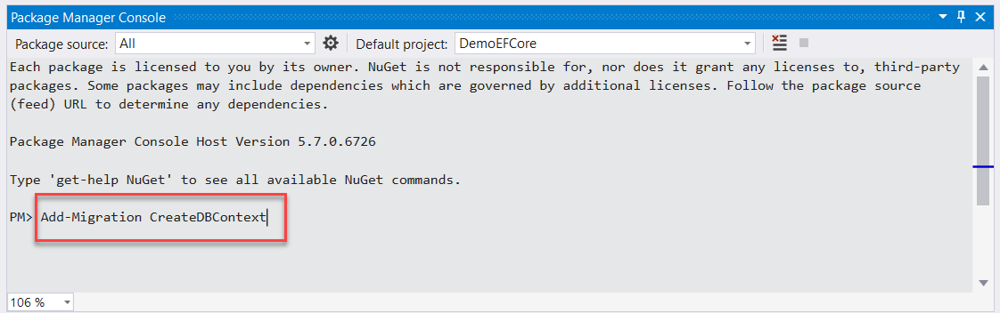 Package Manager Console
Package source: All Default project: DemoEFCore
Each package is licensed to you by its owner. NuGet is not responsible for, nor does it grant any licenses to, third-party
packages. Some packages may include dependencies which are governed by additional licenses. Follow the package source
(feed) URL to determine any dependencies.
Package Manager Console Host Version 5.7.0.6726
Type 'get-help NuGet' to see all available NuGet commands.
PM> Add-Migration CreateDBContext
106 %